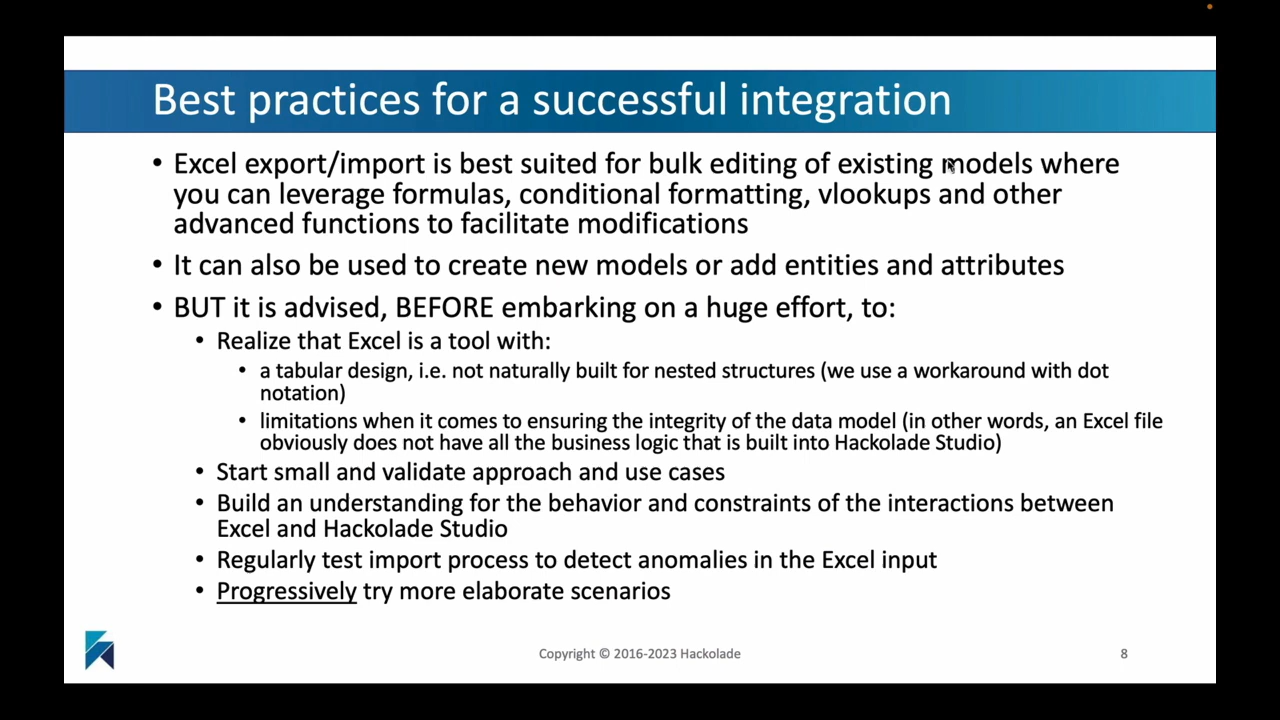 Best practices for a successful integration
• Excel export/import is best suited for bulk editing of existing models where
you can leverage formulas, conditional formatting, vlookups and other
advanced functions to facilitate modifications
• It can also be used to create new models or add entities and attributes
• BUT it is advised, BEFORE embarking on a huge effort, to:
• Realize that Excel is a tool with:
• a tabular design, i.e. not naturally built for nested structures (we use a workaround with dot
notation)
• limitations when it comes to ensuring the integrity of the data model (in other words, an Excel file
obviously does not have all the business logic that is built into Hackolade Studio)
• Start small and validate approach and use cases
• Build an understanding for the behavior and constraints of the interactions between
Excel and Hackolade Studio
• Regularly test import process to detect anomalies in the Excel input
• Progressively try more elaborate scenarios
Copyright © 2016-2023 Hackolade
8